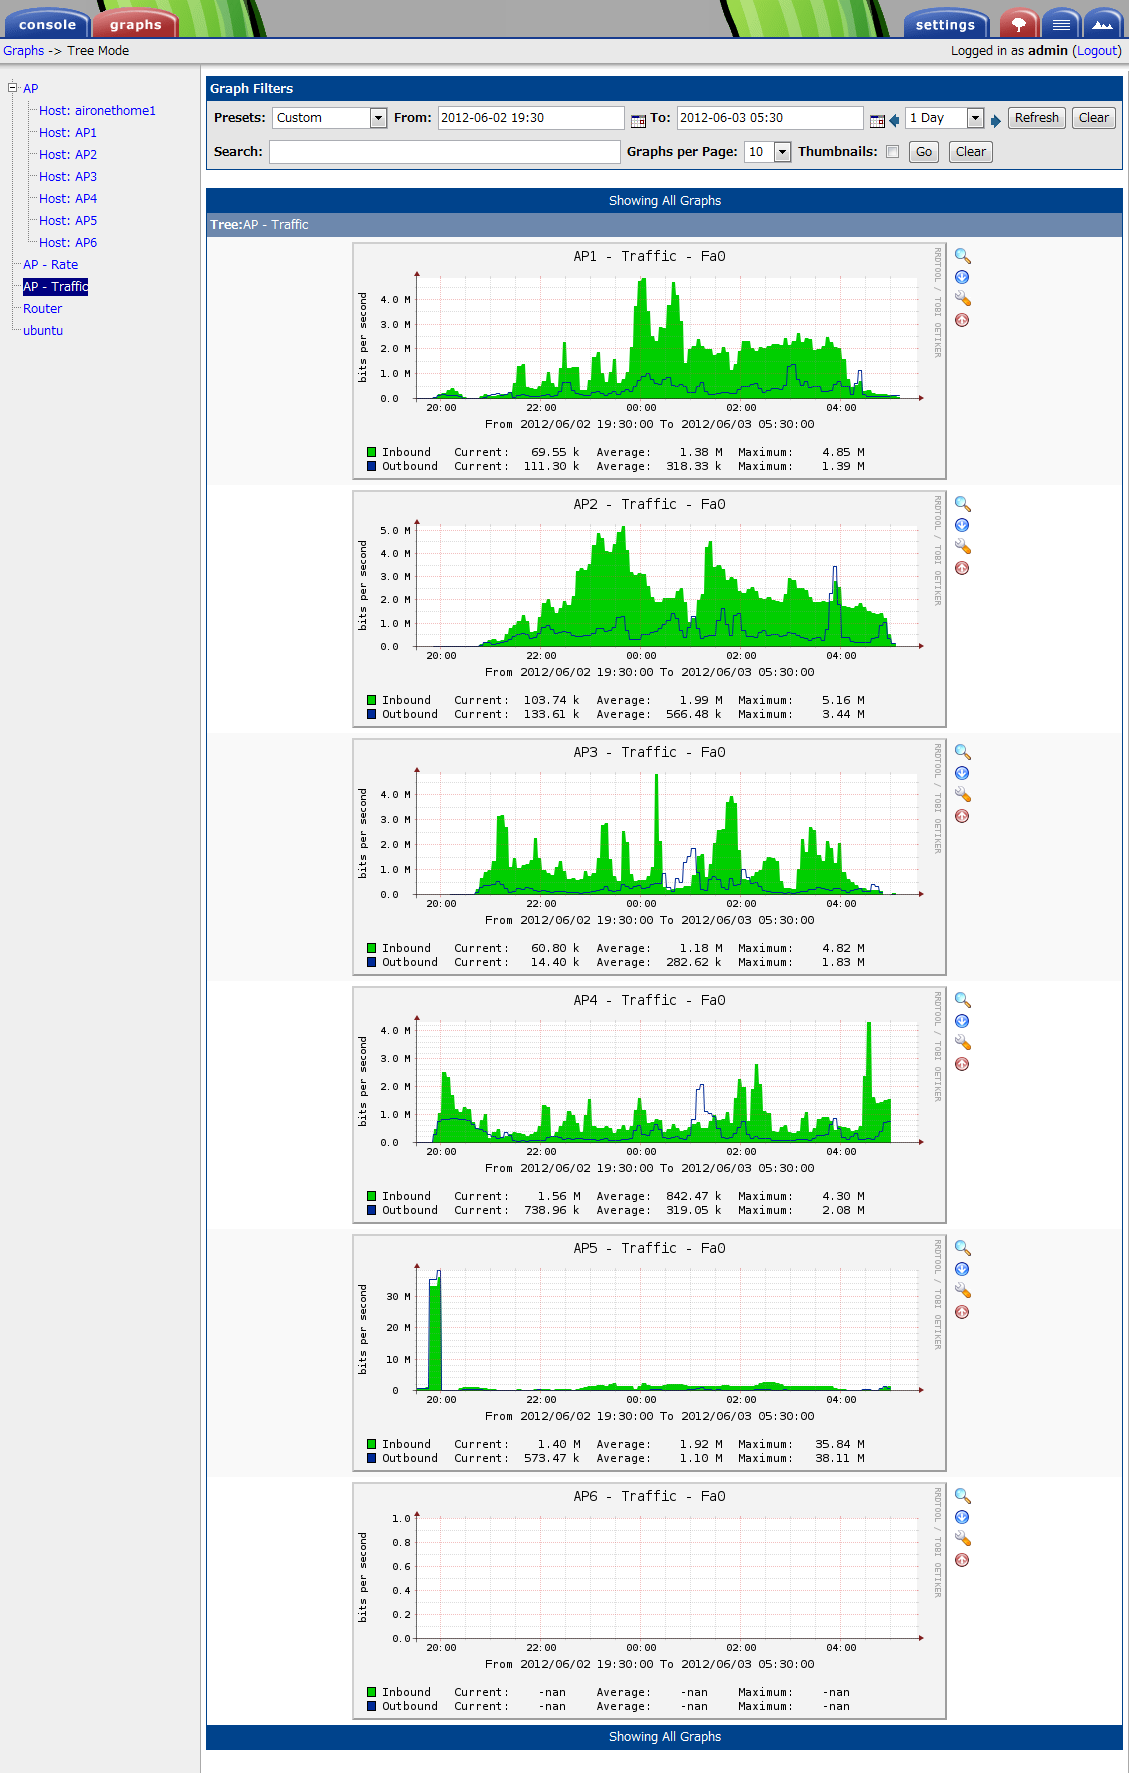 console graphs settings
Graphs -> Tree Mode Logged in as admin (Logout)
AP
Host: aironethome1
Host: AP1
Host: AP2
Host: AP3
Host: AP4
Host: AP5
Host: AP6
AP - Rate
AP - Traffic
Router
ubuntu
Graph Filters
Presets: Custom From: 2012-06-02 19:30 To: 2012-06-03 05:30 1 Day Refresh Clear
Search: Graphs per Page: 10 Thumbnails: Go Clear
Showing All Graphs
Tree:AP - Traffic
AP1 - Traffic - Fa0
RRDTOOL / TOBI OETIKER
bits per second
4.0 M
3.0 M
2.0 M
1.0 M
0.0
20:00 22:00 00:00 02:00 04:00
From 2012/06/02 19:30:00 To 2012/06/03 05:30:00
Inbound Current: 69.55 k Average: 1.38 M Maximum: 4.85 M
Outbound Current: 111.30 k Average: 318.33 k Maximum: 1.39 M
AP2 - Traffic - Fa0
RRDTOOL / TOBI OETIKER
bits per second
5.0 M
4.0 M
3.0 M
2.0 M
1.0 M
0.0
20:00 22:00 00:00 02:00 04:00
From 2012/06/02 19:30:00 To 2012/06/03 05:30:00
Inbound Current: 103.74 k Average: 1.99 M Maximum: 5.16 M
Outbound Current: 133.61 k Average: 566.48 k Maximum: 3.44 M
AP3 - Traffic - Fa0
RRDTOOL / TOBI OETIKER
bits per second
4.0 M
3.0 M
2.0 M
1.0 M
0.0
20:00 22:00 00:00 02:00 04:00
From 2012/06/02 19:30:00 To 2012/06/03 05:30:00
Inbound Current: 60.80 k Average: 1.18 M Maximum: 4.82 M
Outbound Current: 14.40 k Average: 282.62 k Maximum: 1.83 M
AP4 - Traffic - Fa0
RRDTOOL / TOBI OETIKER
bits per second
4.0 M
3.0 M
2.0 M
1.0 M
0.0
20:00 22:00 00:00 02:00 04:00
From 2012/06/02 19:30:00 To 2012/06/03 05:30:00
Inbound Current: 1.56 M Average: 842.47 k Maximum: 4.30 M
Outbound Current: 738.96 k Average: 319.05 k Maximum: 2.08 M
AP5 - Traffic - Fa0
RRDTOOL / TOBI OETIKER
bits per second
30 M
20 M
10 M
0
20:00 22:00 00:00 02:00 04:00
From 2012/06/02 19:30:00 To 2012/06/03 05:30:00
Inbound Current: 1.40 M Average: 1.92 M Maximum: 35.84 M
Outbound Current: 573.47 k Average: 1.10 M Maximum: 38.11 M
AP6 - Traffic - Fa0
RRDTOOL / TOBI OETIKER
bits per second
1.0
0.8
0.6
0.4
0.2
0.0
20:00 22:00 00:00 02:00 04:00
From 2012/06/02 19:30:00 To 2012/06/03 05:30:00
Inbound Current: -nan Average: -nan Maximum: -nan
Outbound Current: -nan Average: -nan Maximum: -nan
Showing All Graphs